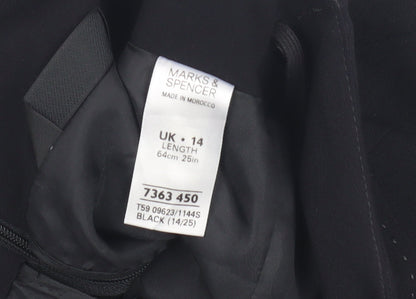 MARKS &
SPENCER
MADE IN MOROCCO
UK • 14
LENGTH
64cm 25in
7363 450
T59 09623/1144S
BLACK (14/25)